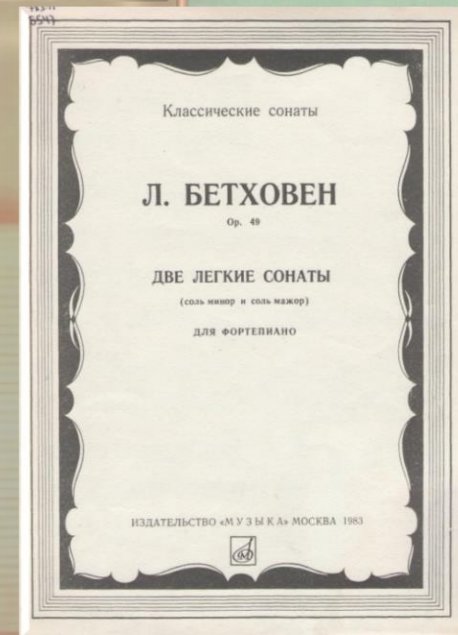 Классические сонаты
Л. БЕТХОВЕН
Op. 49
ДВЕ ЛЕГКИЕ СОНАТЫ
(соль минор и соль мажор)
ДЛЯ ФОРТЕПИАНО
ИЗДАТЕЛЬСТВО «МУЗЫКА» МОСКВА 1983